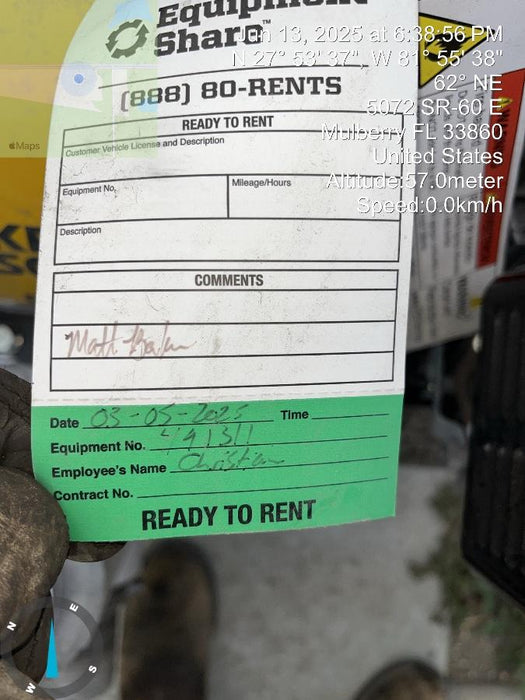 Equipment
Share™
Jun 13, 2025 at 6:38:56 PM
N 27° 53' 37", W 81° 55' 38"
62° NE
5072 SR-60 E
Mulberry FL 33860
United States
Altitude:57.0meter
Speed:0.0km/h
Maps
(888) 80-RENTS
READY TO RENT
Customer Vehicle License and Description
Equipment No.
Mileage/Hours
Description
COMMENTS
Matt
Date 03-05-2025 Time
Equipment No.
Employee's Name Christian
Contract No.
READY TO RENT
N
E
S
W